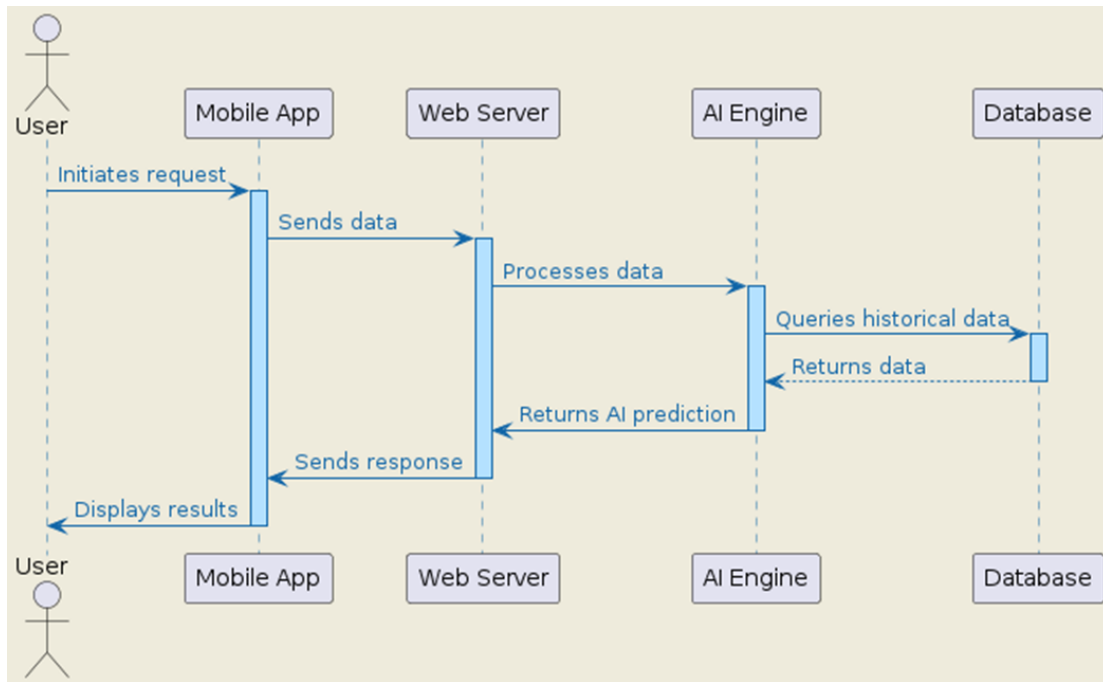 User
Mobile App
Web Server
AI Engine
Database
Initiates request
Sends data
Processes data
Queries historical data
Returns data
Returns AI prediction
Sends response
Displays results
User
Mobile App
Web Server
AI Engine
Database